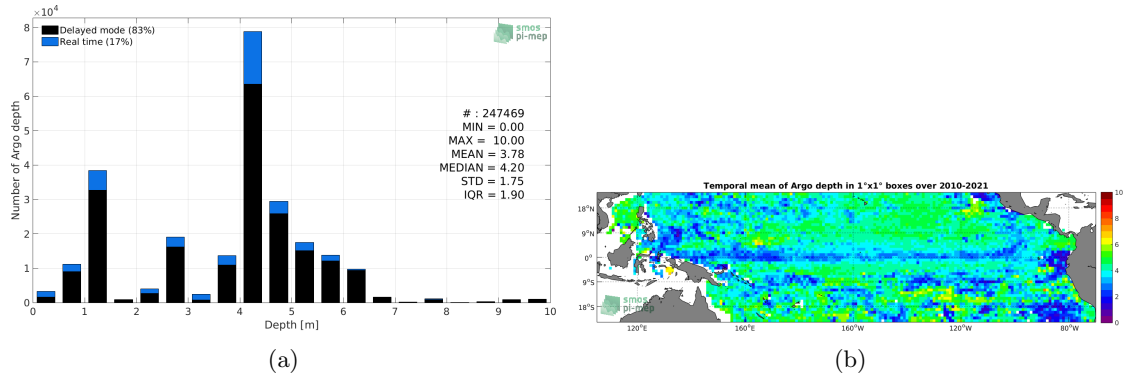 ×10⁴
Delayed mode (83%)
Real time (17%)
smos
pi-mep
8
7
6
5
4
3
2
1
0
Number of Argo depth
# : 247469
MIN = 0.00
MAX = 10.00
MEAN = 3.78
MEDIAN = 4.20
STD = 1.75
IQR = 1.90
0 1 2 3 4 5 6 7 8 9 10
Depth [m]
(a)
Temporal mean of Argo depth in 1°x1° boxes over 2010-2021
18°N
9°N
0°
9°S
18°S
smos
pi-mep
120°E 160°E 160°W 120°W 80°W
10
8
6
4
2
0
(b)